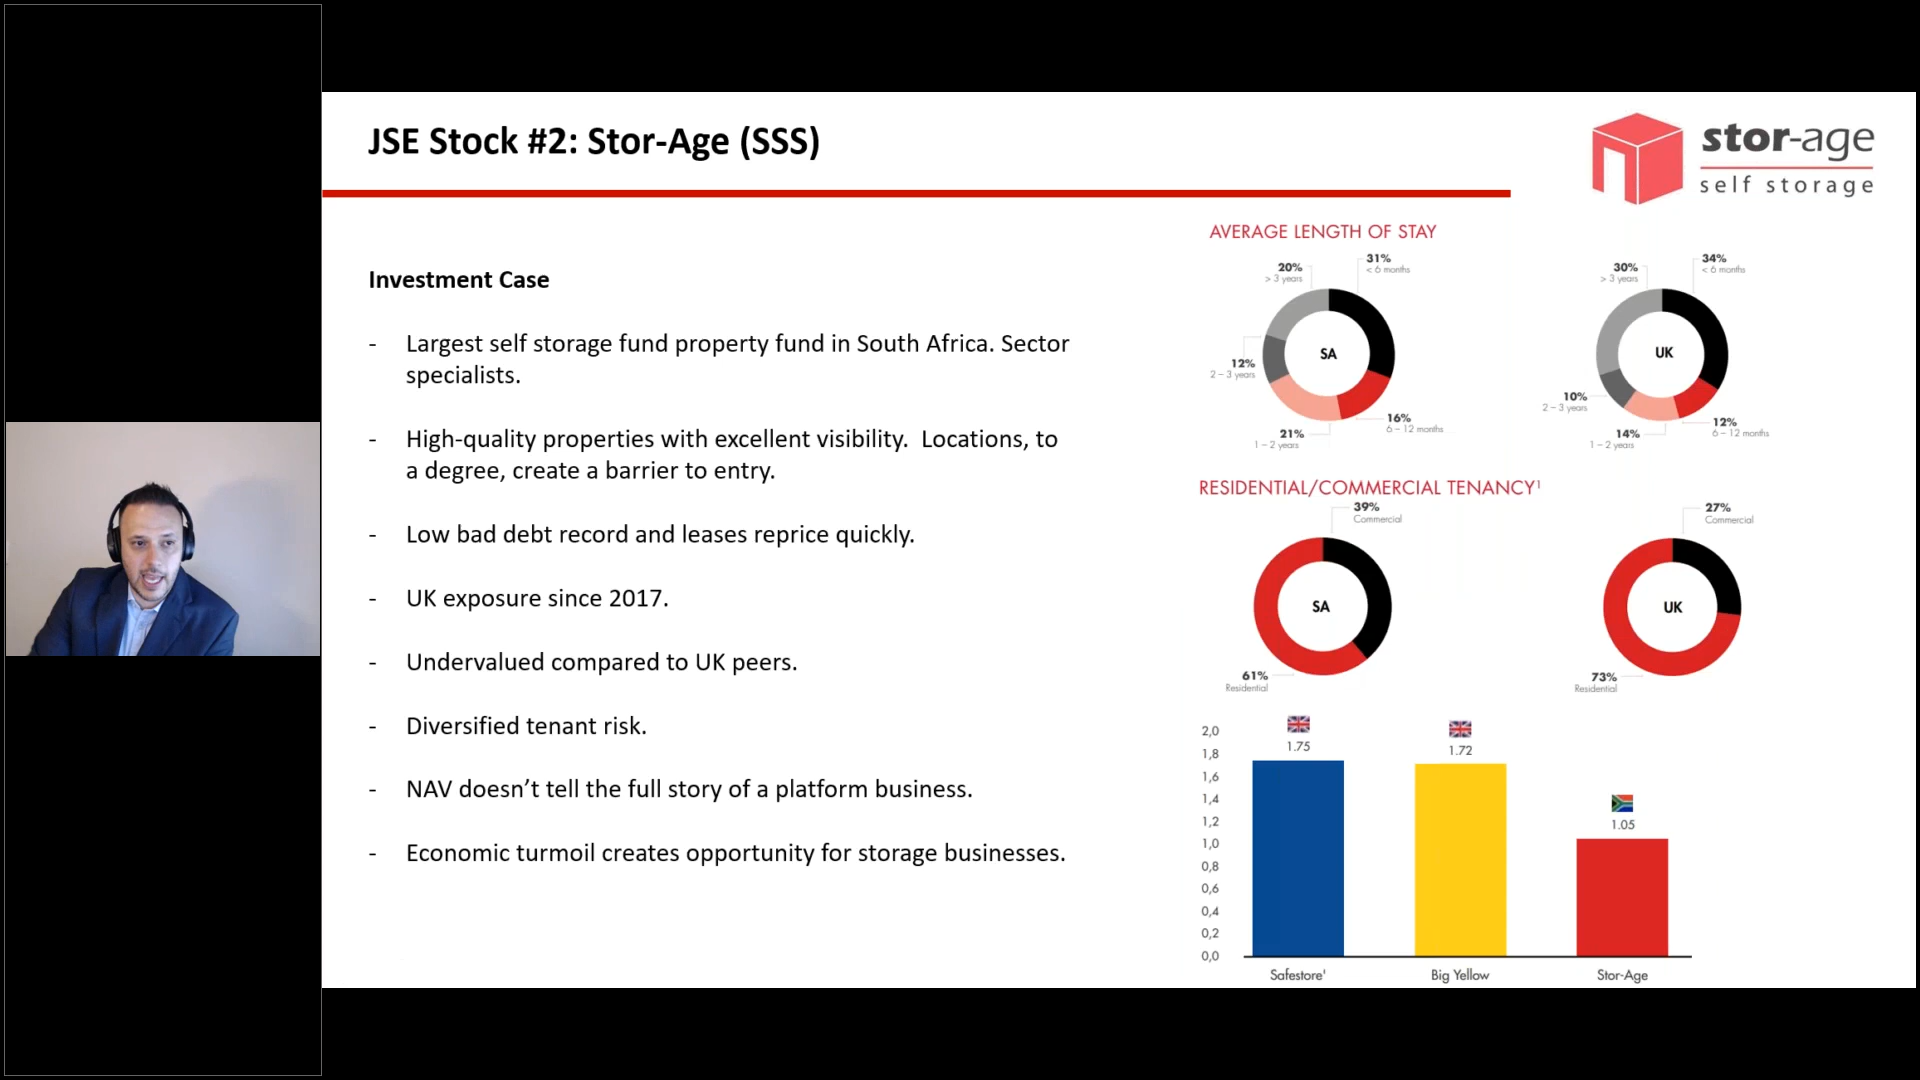 JSE Stock #2: Stor-Age (SSS)
stor-age
self storage
Investment Case
- Largest self storage fund property fund in South Africa. Sector
specialists.
- High-quality properties with excellent visibility.  Locations, to
a degree, create a barrier to entry.
- Low bad debt record and leases reprice quickly.
- UK exposure since 2017.
- Undervalued compared to UK peers.
- Diversified tenant risk.
- NAV doesn’t tell the full story of a platform business.
- Economic turmoil creates opportunity for storage businesses.
AVERAGE LENGTH OF STAY
20%
> 3 years
31%
< 6 months
SA
12%
2 – 3 years
16%
6 – 12 months
21%
1 – 2 years
30%
> 3 years
34%
< 6 months
UK
10%
2 – 3 years
12%
6 – 12 months
14%
1 – 2 years
RESIDENTIAL/COMMERCIAL TENANCY¹
39%
Commercial
SA
61%
Residential
27%
Commercial
UK
73%
Residential
2,0
1,8
1,6
1,4
1,2
1,0
0,8
0,6
0,4
0,2
0,0
1.75
1.72
1.05
Safestore¹
Big Yellow
Stor-Age